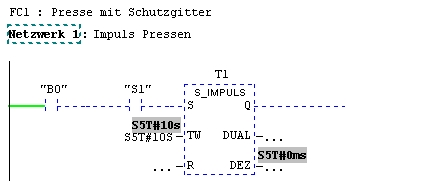 FC1 : Presse mit Schutzgitter
Netzwerk 1: Impuls Pressen
T1
"B0" "S1" S_IMPULS
S Q
S5T#10s
S5T#10S TW DUAL ...
S5T#0ms
... R DEZ ...